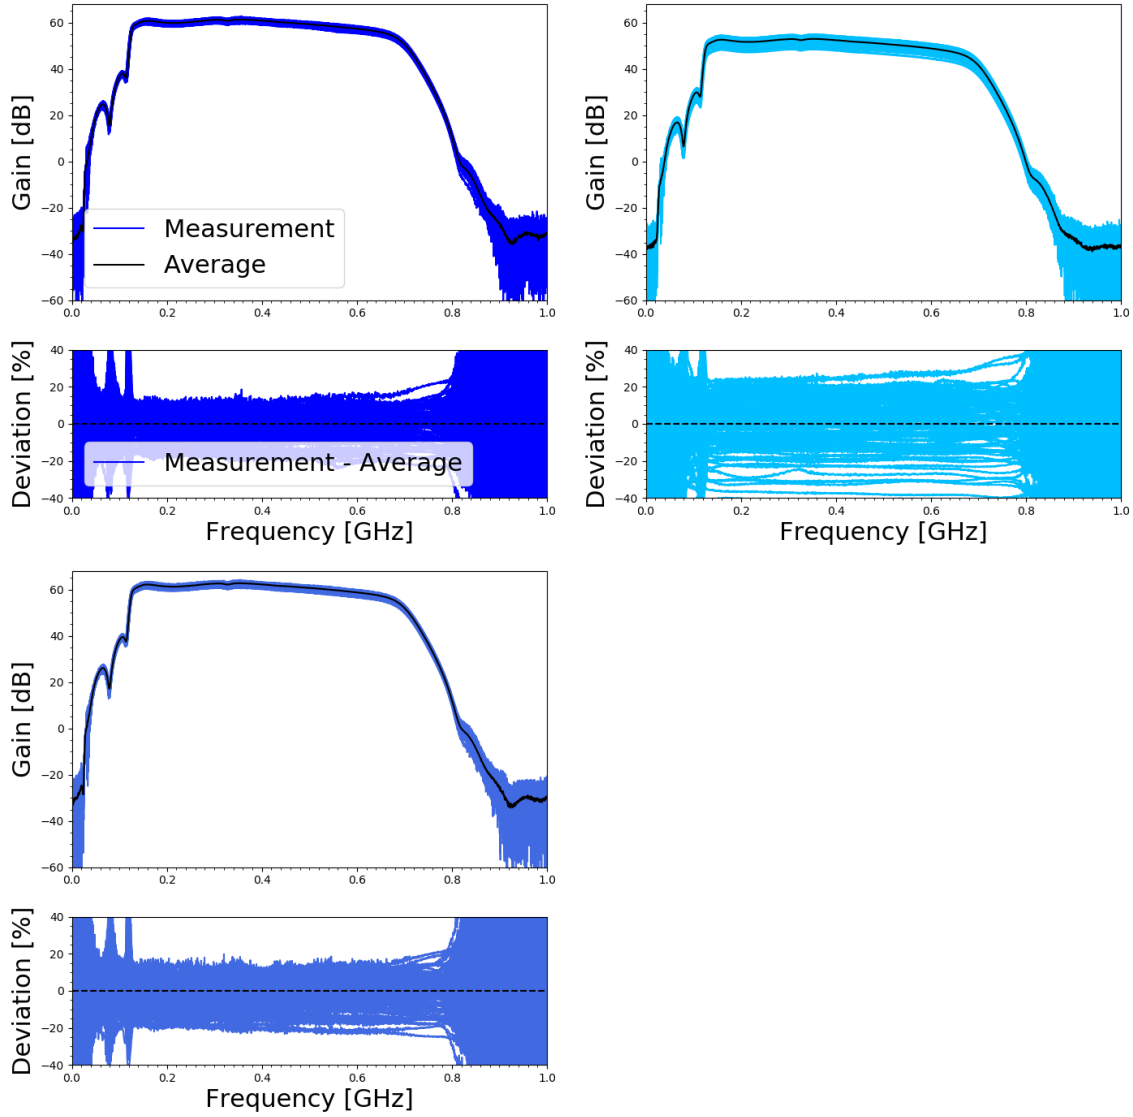 Gain [dB]
60
40
20
0
−20
−40
−60
0.0 0.2 0.4 0.6 0.8 1.0
Measurement
Average
Deviation [%]
40
20
0
−20
−40
Measurement - Average
0.0 0.2 0.4 0.6 0.8 1.0
Frequency [GHz]
Gain [dB]
60
40
20
0
−20
−40
−60
0.0 0.2 0.4 0.6 0.8 1.0
Deviation [%]
40
20
0
−20
−40
0.0 0.2 0.4 0.6 0.8 1.0
Frequency [GHz]
Gain [dB]
60
40
20
0
−20
−40
−60
0.0 0.2 0.4 0.6 0.8 1.0
Deviation [%]
40
20
0
−20
−40
0.0 0.2 0.4 0.6 0.8 1.0
Frequency [GHz]